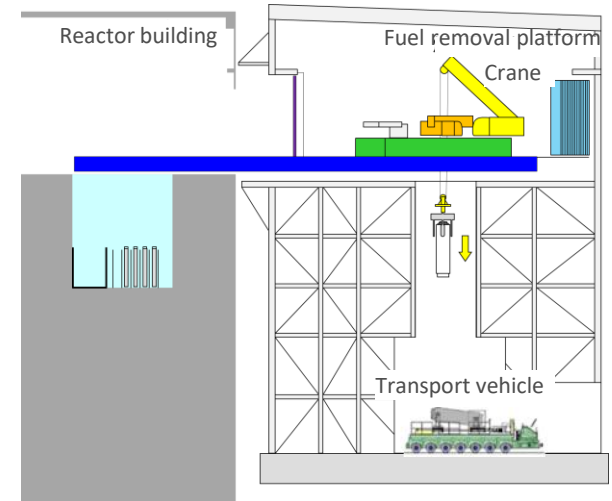 Reactor building
Fuel removal platform
Crane
Transport vehicle